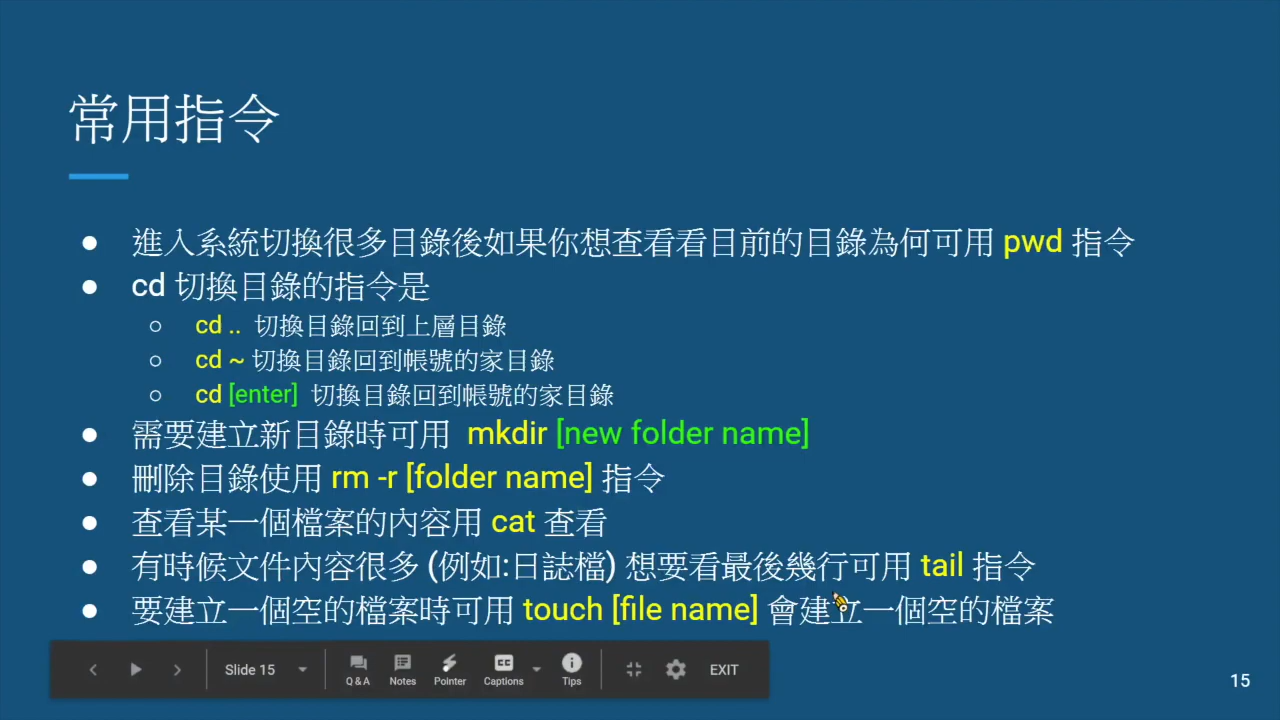 常用指令
● 進入系統切換很多目錄後如果你想查看看目前的目錄為何可用 pwd 指令
● cd 切換目錄的指令是
○ cd .. 切換目錄回到上層目錄
○ cd ~ 切換目錄回到帳號的家目錄
○ cd [enter] 切換目錄回到帳號的家目錄
● 需要建立新目錄時可用 mkdir [new folder name]
● 刪除目錄使用 rm -r [folder name] 指令
● 查看某一個檔案的內容用 cat 查看
● 有時候文件內容很多 (例如:日誌檔) 想要看最後幾行可用 tail 指令
● 要建立一個空的檔案時可用 touch [file name] 會建立一個空的檔案
Slide 15
Q & A
Notes
Pointer
Captions
Tips
EXIT
15